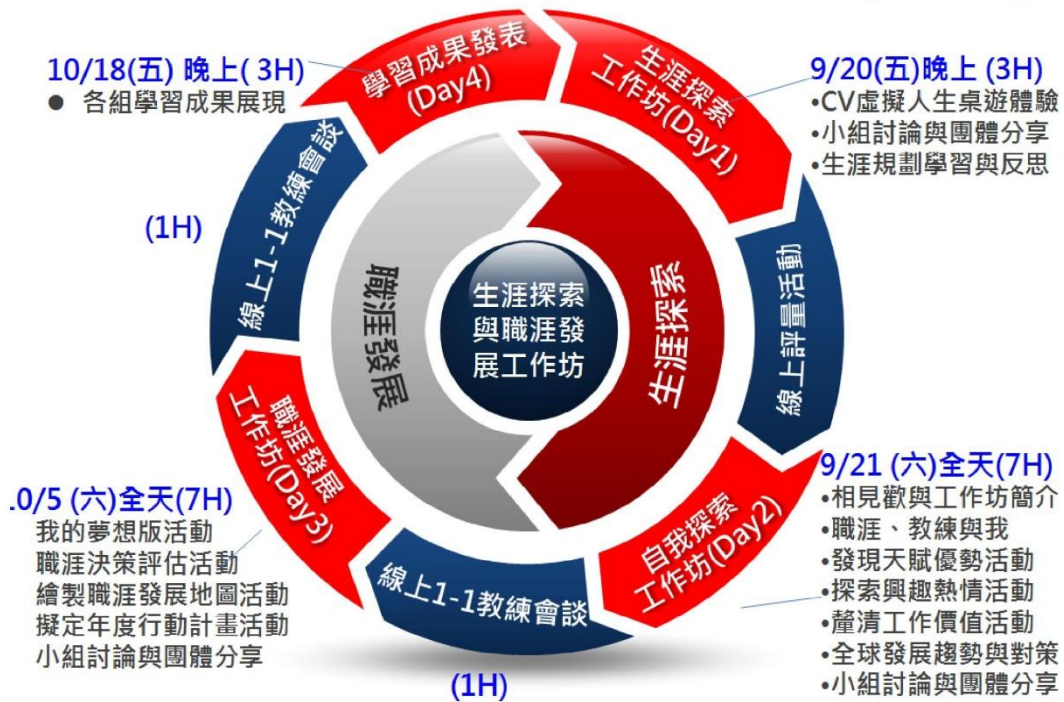 生涯探索
與職涯發
展工作坊
生涯探索
職涯發展
生涯探索
工作坊(Day1)
9/20(五)晚上 (3H)
•CV虛擬人生桌遊體驗
•小組討論與團體分享
•生涯規劃學習與反思
線上評量活動
自我探索
工作坊(Day2)
9/21 (六)全天(7H)
•相見歡與工作坊簡介
•職涯、教練與我
•發現天賦優勢活動
•探索興趣熱情活動
•釐清工作價值活動
•全球發展趨勢與對策
•小組討論與團體分享
線上1-1教練會談
(1H)
職涯發展
工作坊(Day3)
10/5 (六)全天(7H)
我的夢想版活動
職涯決策評估活動
繪製職涯發展地圖活動
擬定年度行動計畫活動
小組討論與團體分享
線上1-1教練會談
(1H)
學習成果發表
(Day4)
10/18(五) 晚上( 3H)
● 各組學習成果展現